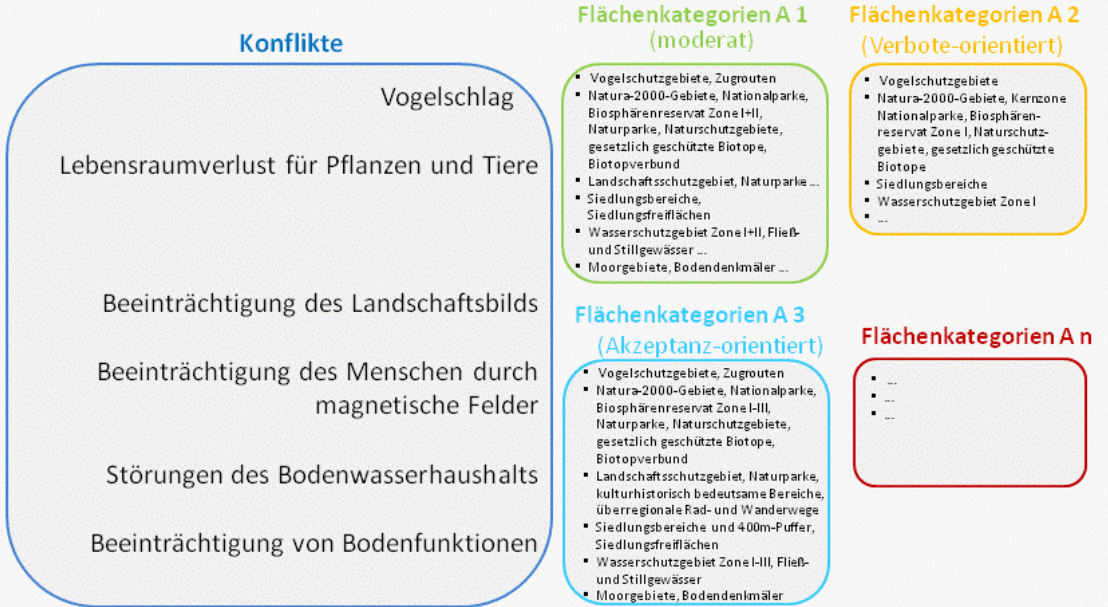 Konflikte
Vogelschlag
Lebensraumverlust für Pflanzen und Tiere
Beeinträchtigung des Landschaftsbilds
Beeinträchtigung des Menschen durch
magnetische Felder
Störungen des Bodenwasserhaushalts
Beeinträchtigung von Bodenfunktionen
Flächenkategorien A 1
(moderat)
▪ Vogelschutzgebiete, Zugrouten
▪ Natura-2000-Gebiete, Nationalparke,
Biosphärenreservat Zone I+II,
Naturparke, Naturschutzgebiete,
gesetzlich geschützte Biotope,
Biotopverbund
▪ Landschaftsschutzgebiet, Naturparke ...
▪ Siedlungsbereiche,
Siedlungsfreiflächen
▪ Wasserschutzgebiet Zone I+II, Fließ-
und Stillgewässer ...
▪ Moorgebiete, Bodendenkmäler ...
Flächenkategorien A 2
(Verbote-orientiert)
▪ Vogelschutzgebiete
▪ Natura-2000-Gebiete, Kernzone
Nationalparke, Biosphären-
reservat Zone I, Naturschutz-
gebiete, gesetzlich geschützte
Biotope
▪ Siedlungsbereiche
▪ Wasserschutzgebiet Zone I
▪ ...
Flächenkategorien A 3
(Akzeptanz-orientiert)
▪ Vogelschutzgebiete, Zugrouten
▪ Natura-2000-Gebiete, Nationalparke,
Biosphärenreservat Zone I-III,
Naturparke, Naturschutzgebiete,
gesetzlich geschützte Biotope,
Biotopverbund
▪ Landschaftsschutzgebiet, Naturparke,
kulturhistorisch bedeutsame Bereiche,
überregionale Rad- und Wanderwege
▪ Siedlungsbereiche und 400m-Puffer,
Siedlungsfreiflächen
▪ Wasserschutzgebiet Zone I-III, Fließ-
und Stillgewässer
▪ Moorgebiete, Bodendenkmäler
Flächenkategorien A n
▪ ...
▪ ...
▪ ...